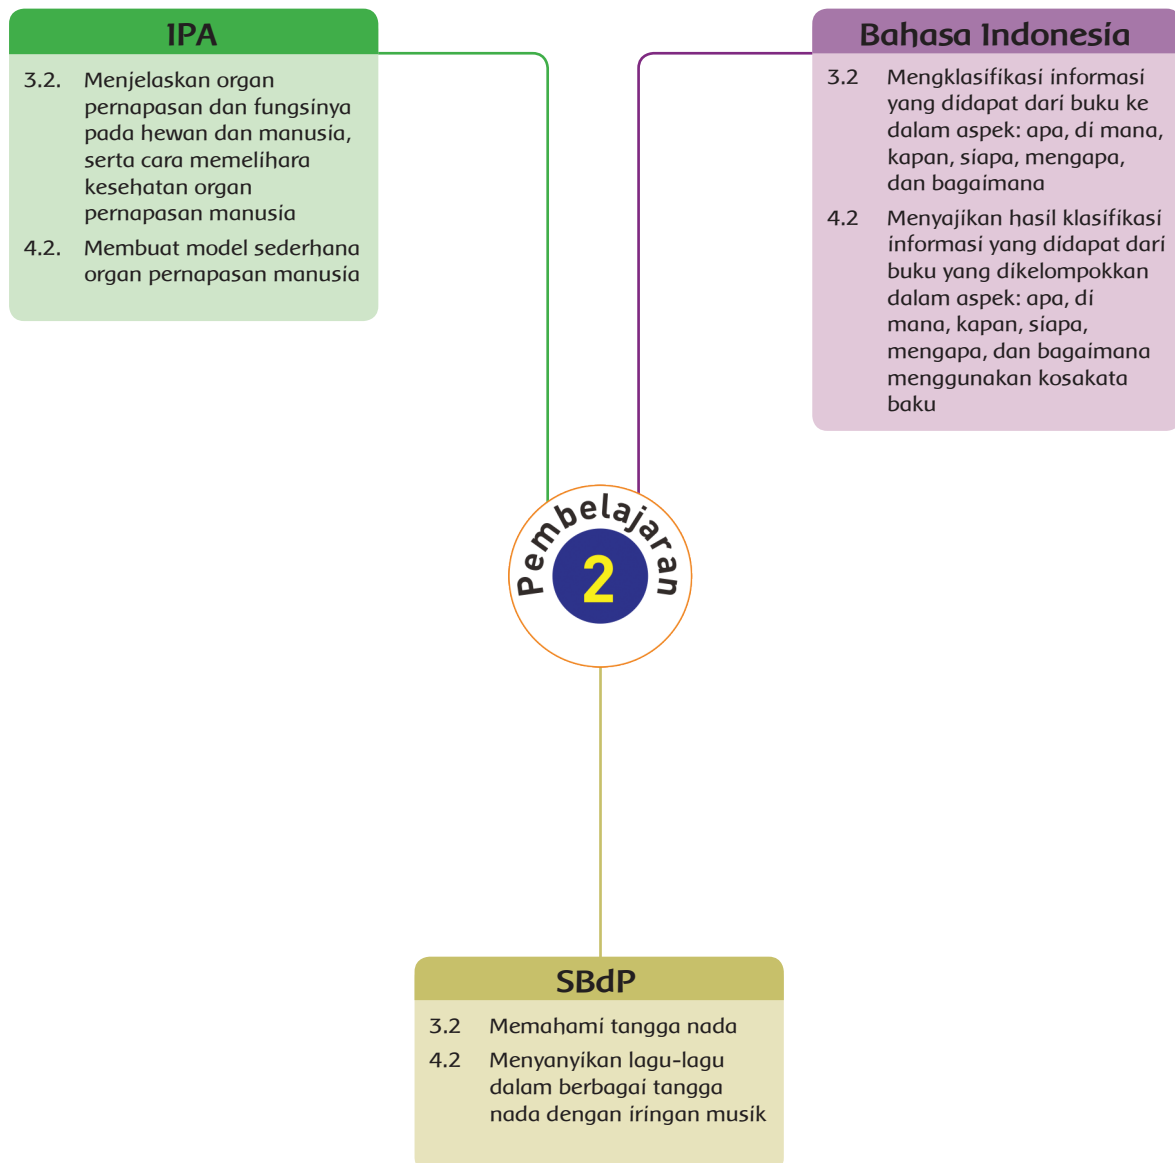 IPA
3.2. Menjelaskan organ
pernapasan dan fungsinya
pada hewan dan manusia,
serta cara memelihara
kesehatan organ
pernapasan manusia
4.2. Membuat model sederhana
organ pernapasan manusia
Bahasa Indonesia
3.2 Mengklasifikasi informasi
yang didapat dari buku ke
dalam aspek: apa, di mana,
kapan, siapa, mengapa,
dan bagaimana
4.2 Menyajikan hasil klasifikasi
informasi yang didapat dari
buku yang dikelompokkan
dalam aspek: apa, di
mana, kapan, siapa,
mengapa, dan bagaimana
menggunakan kosakata
baku
Pembelajaran
2
SBdP
3.2 Memahami tangga nada
4.2 Menyanyikan lagu-lagu
dalam berbagai tangga
nada dengan iringan musik